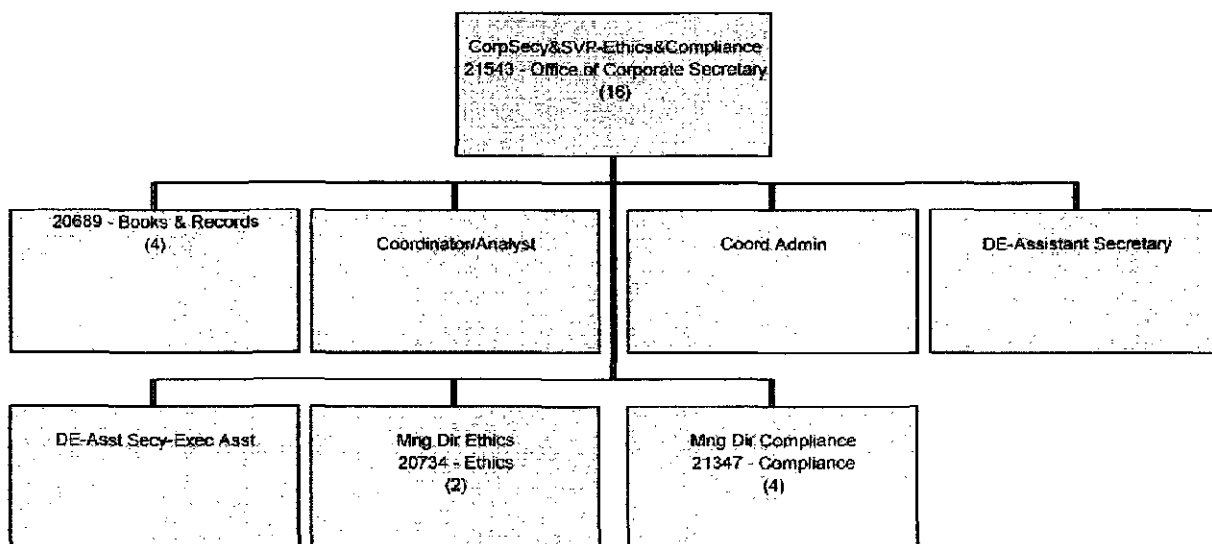 CorpSecy&SVP-Ethics&Compliance
21543 - Office of Corporate Secretary
(16)
20689 - Books & Records
(4)
Coordinator/Analyst
Coord Admin
DE-Assistant Secretary
DE-Asst Secy-Exec Asst
Mng Dir Ethics
20734 - Ethics
(2)
Mng Dir Compliance
21347 - Compliance
(4)